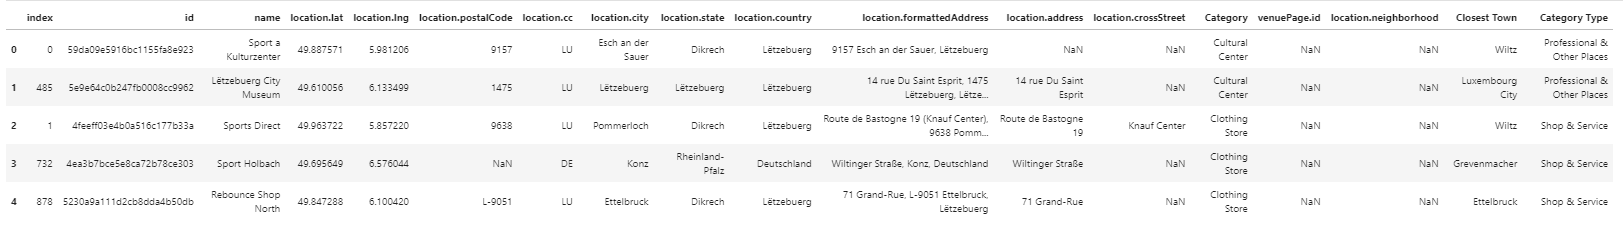 index id name location.lat location.lng location.postalCode location.cc location.city location.state location.country location.formattedAddress location.address location.crossStreet Category venuePage.id location.neighborhood Closest Town Category Type
0 0 59da09e5916bc1155fa8e923 Sport a Kulturzenter 49.887571 5.981206 9157 LU Esch an der Sauer Dikrech Lëtzebuerg 9157 Esch an der Sauer, Lëtzebuerg NaN NaN Cultural Center NaN NaN Wiltz Professional & Other Places
1 485 5e9e64c0b247fb0008cc9962 Lëtzebuerg City Museum 49.610056 6.133499 1475 LU Lëtzebuerg Lëtzebuerg Lëtzebuerg 14 rue Du Saint Esprit, 1475 Lëtzebuerg, Lëtze... 14 rue Du Saint Esprit NaN Cultural Center NaN NaN Luxembourg City Professional & Other Places
2 1 4feeff03e4b0a516c177b33a Sports Direct 49.963722 5.857220 9638 LU Pommerloch Dikrech Lëtzebuerg Route de Bastogne 19 (Knauf Center), 9638 Pomm... Route de Bastogne 19 Knauf Center Clothing Store NaN NaN Wiltz Shop & Service
3 732 4ea3b7bce5e8ca72b78ce303 Sport Holbach 49.695649 6.576044 NaN DE Konz Rheinland-Pfalz Deutschland Wiltinger Straße, Konz, Deutschland Wiltinger Straße NaN Clothing Store NaN NaN Grevenmacher Shop & Service
4 878 5230a9a111d2cb8dda4b50db Rebounce Shop North 49.847288 6.100420 L-9051 LU Ettelbruck Dikrech Lëtzebuerg 71 Grand-Rue, L-9051 Ettelbruck, Lëtzebuerg 71 Grand-Rue NaN Clothing Store NaN NaN Ettelbruck Shop & Service